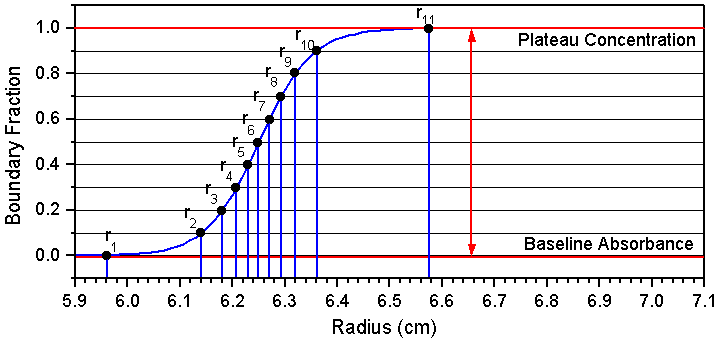 r11
1.0
Plateau Concentration
r10
r9
0.8
r8
r7
0.6
r6
r5
0.4
r4
r3
0.2
r2
r1
Baseline Absorbance
0.0
Boundary Fraction
5.9 6.0 6.1 6.2 6.3 6.4 6.5 6.6 6.7 6.8 6.9 7.0 7.1
Radius (cm)